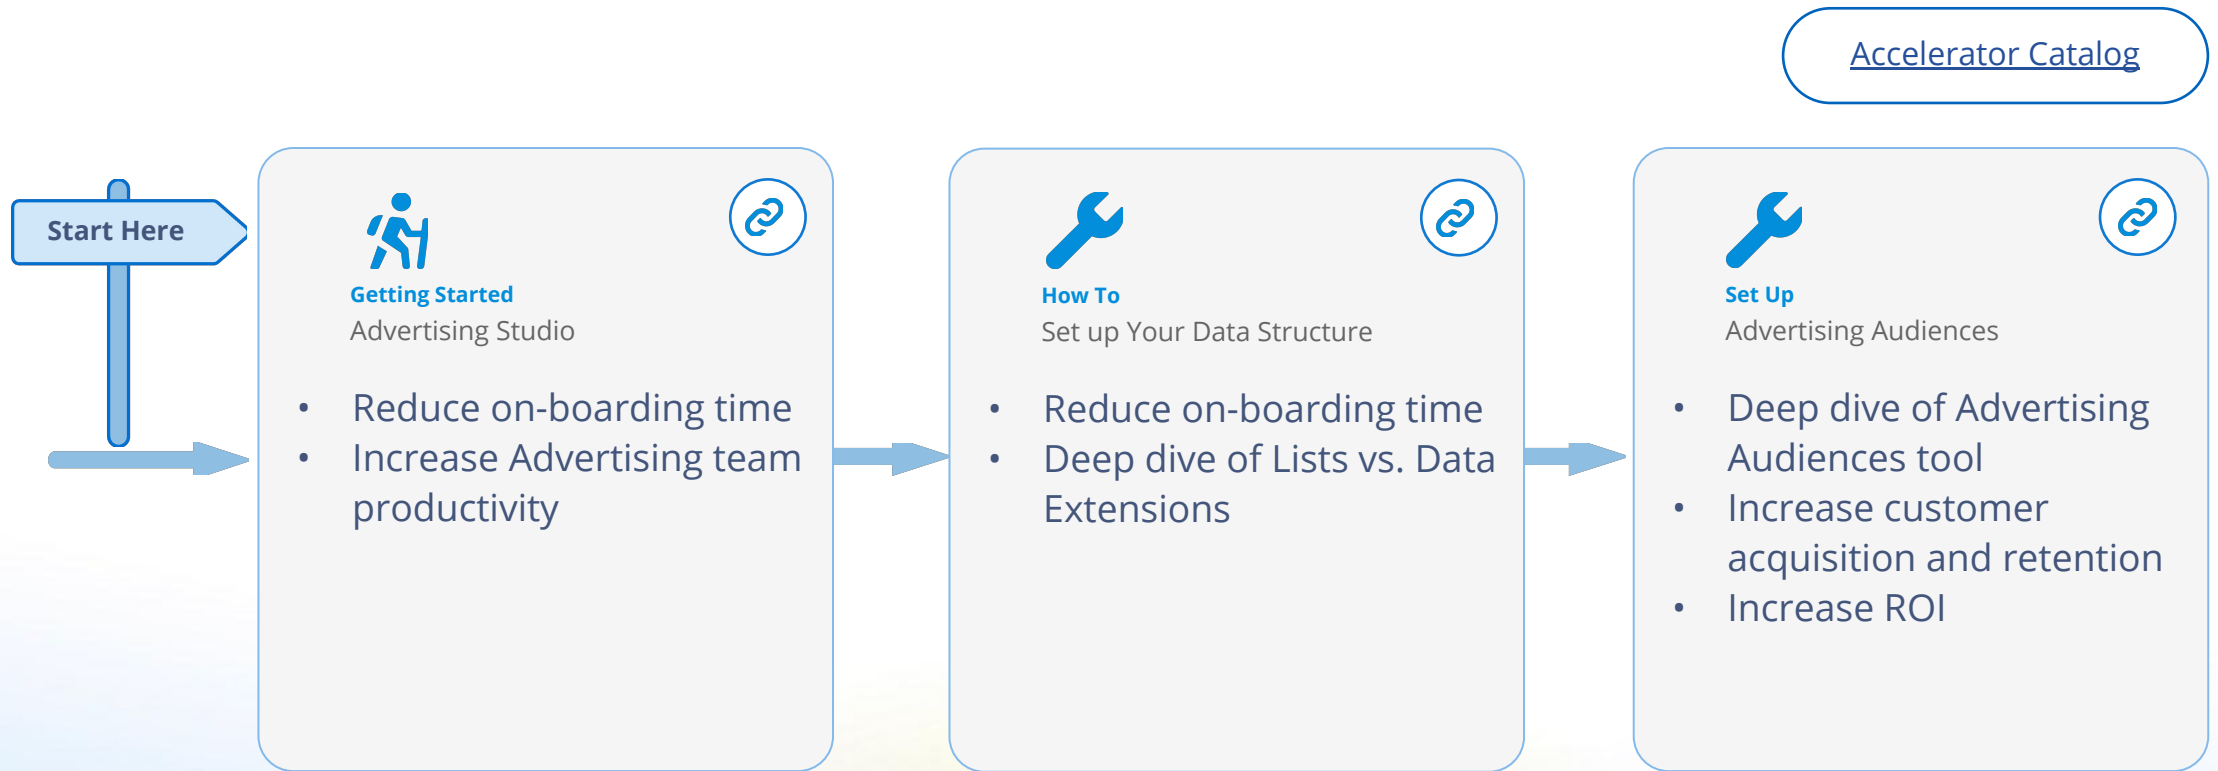 Accelerator Catalog
Start Here
Getting Started
Advertising Studio
• Reduce on-boarding time
• Increase Advertising team
productivity
How To
Set up Your Data Structure
• Reduce on-boarding time
• Deep dive of Lists vs. Data
Extensions
Set Up
Advertising Audiences
• Deep dive of Advertising
Audiences tool
• Increase customer
acquisition and retention
• Increase ROI